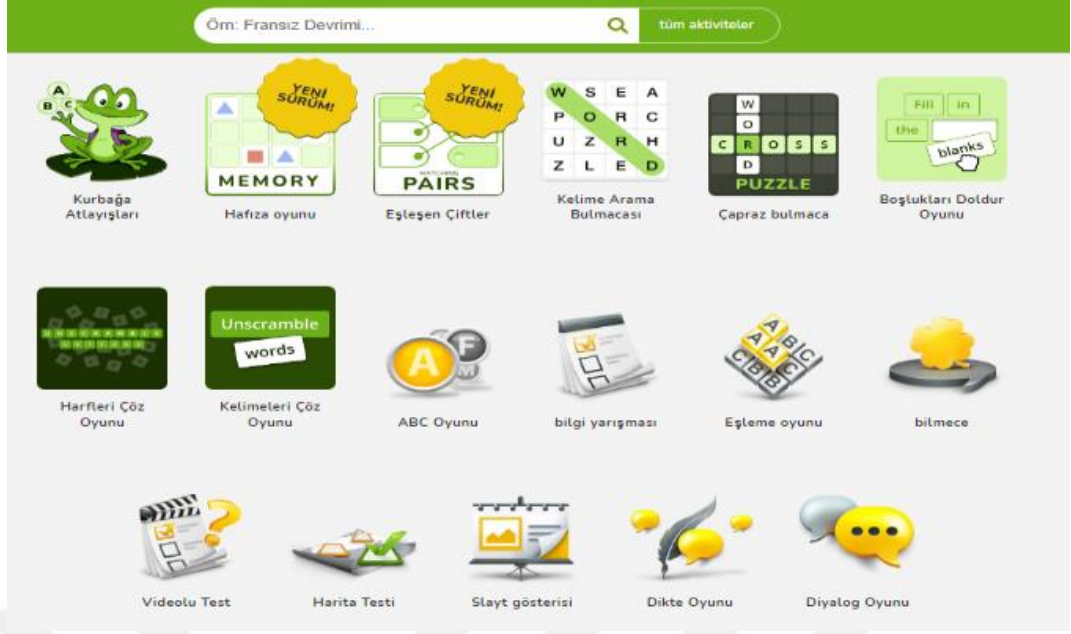 Örn: Fransız Devrimi...
tüm aktiviteler
A
B C
YENİ
SÜRÜM!
MEMORY
YENİ
SÜRÜM!
MATCHING
PAIRS
W S E A
P O R C
U Z R H
Z L E D
W
O
C R O S S
D
PUZZLE
Fill in
the
blanks
Kurbağa
Atlayışları
Hafıza oyunu
Eşleşen Çiftler
Kelime Arama
Bulmacası
Çapraz bulmaca
Boşlukları Doldur
Oyunu
Unscramble
words
A F
M
A B C
A A C
C B B
Harfleri Çöz
Oyunu
Kelimeleri Çöz
Oyunu
ABC Oyunu
bilgi yarışması
Eşleme oyunu
bilmece
Videolu Test
Harita Testi
Slayt gösterisi
Dikte Oyunu
Diyalog Oyunu